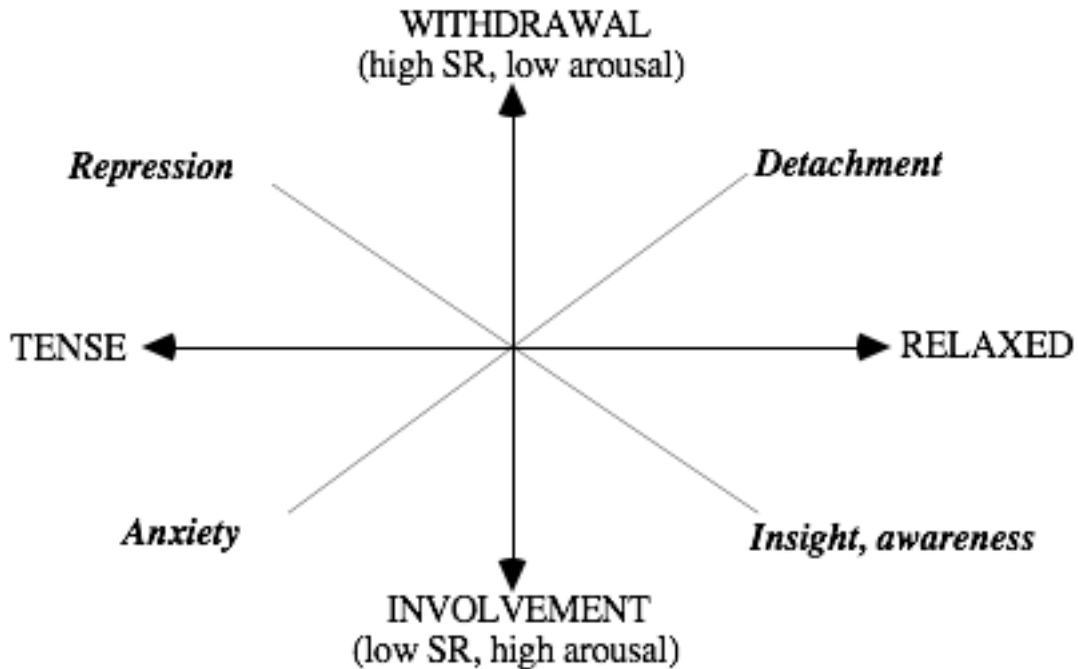 WITHDRAWAL
(high SR, low arousal)
Repression
Detachment
TENSE
RELAXED
Anxiety
Insight, awareness
INVOLVEMENT
(low SR, high arousal)